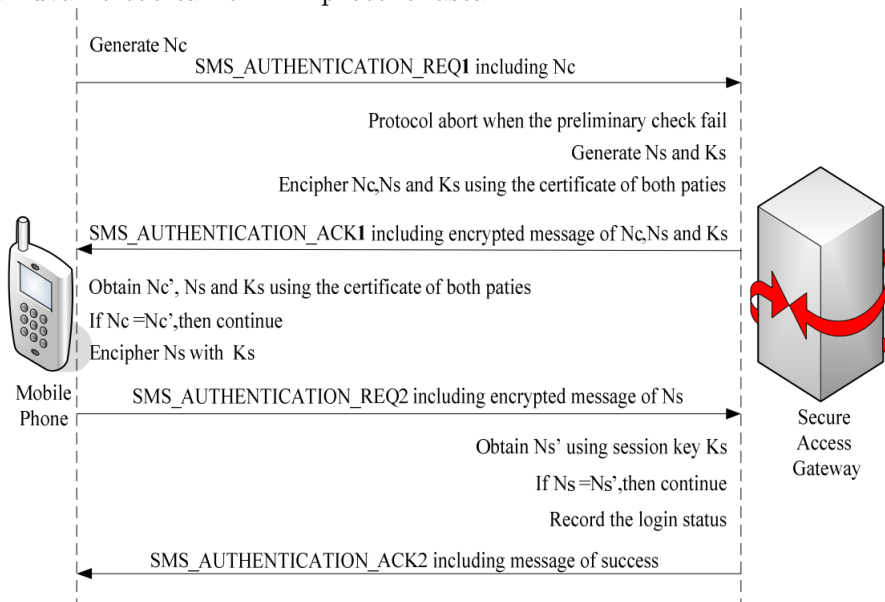 Generate Nc
SMS_AUTHENTICATION_REQ1 including Nc
Protocol abort when the preliminary check fail
Generate Ns and Ks
Encipher Nc,Ns and Ks using the certificate of both paties
SMS_AUTHENTICATION_ACK1 including encrypted message of Nc,Ns and Ks
Obtain Nc’, Ns and Ks using the certificate of both paties
If Nc =Nc’,then continue
Encipher Ns with Ks
Mobile
Phone
SMS_AUTHENTICATION_REQ2 including encrypted message of Ns
Secure
Access
Gateway
Obtain Ns’ using session key Ks
If Ns =Ns’,then continue
Record the login status
SMS_AUTHENTICATION_ACK2 including message of success